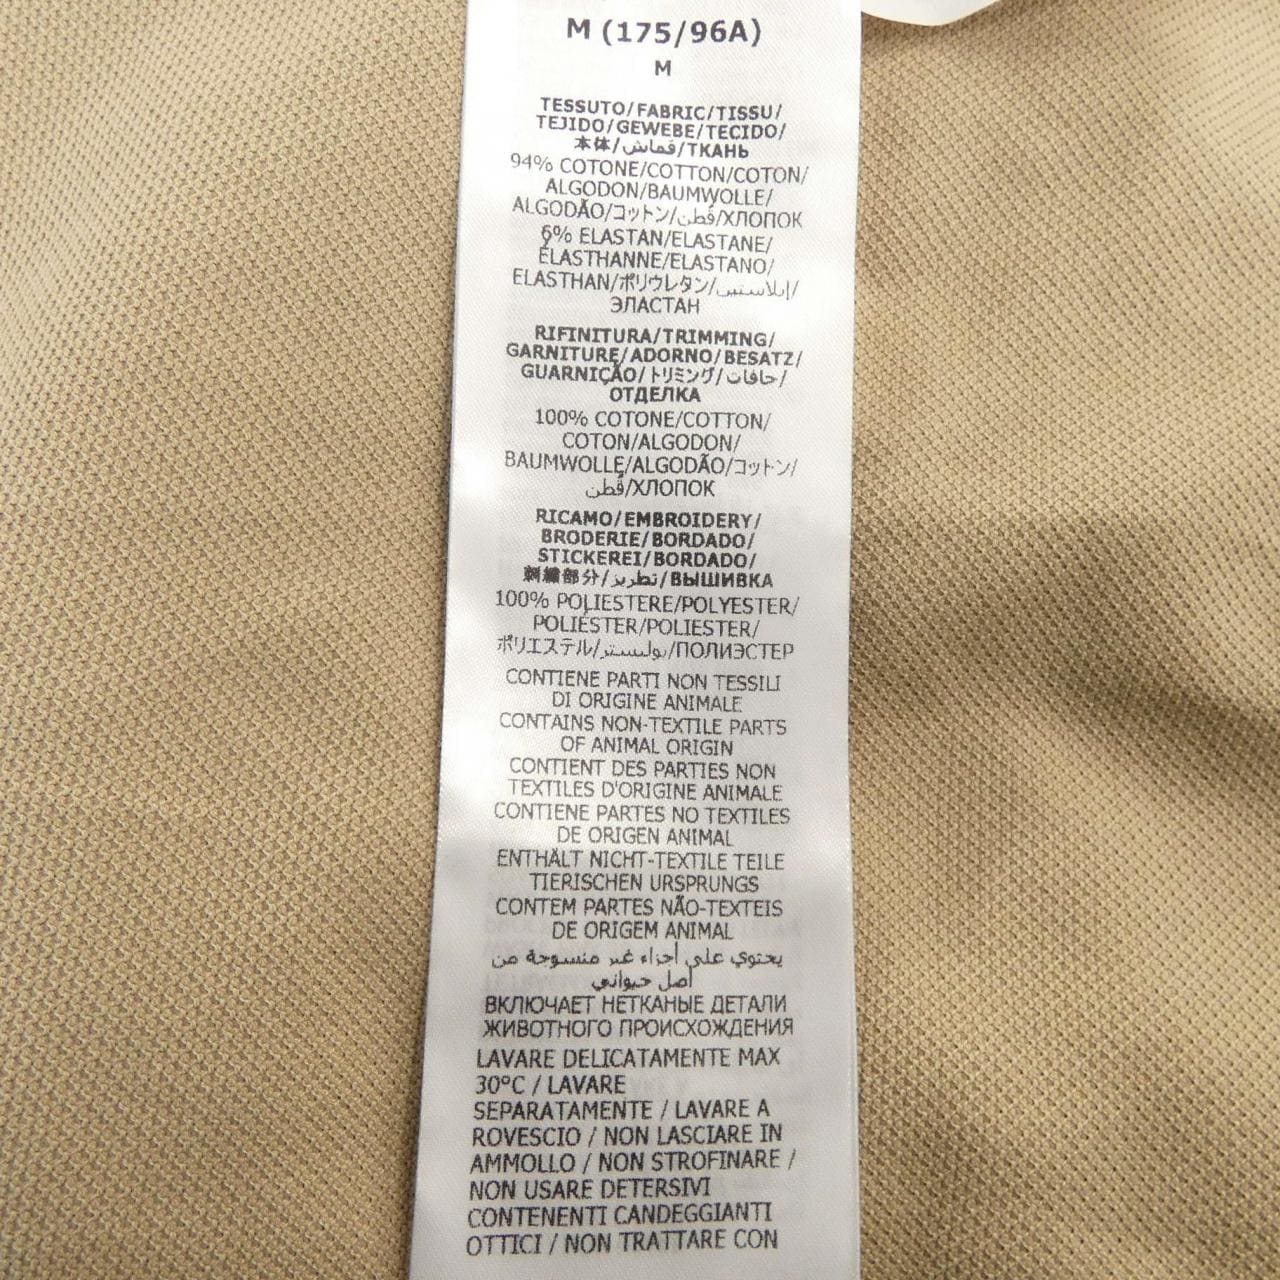 M (175/96A)
M
TESSUTO/FABRIC/TISSU/
TEJIDO/GEWEBE/TECIDO/
本体/قماش/ТКАНЬ
94% COTONE/COTTON/COTON/
ALGODON/BAUMWOLLE/
ALGODÃO/コットン/قُطن/ХЛОПОК
6% ELASTAN/ELASTANE/
ÉLASTHANNE/ELASTANO/
ELASTHAN/ポリウレタン/إيلاستين/
ЭЛАСТАН
RIFINITURA/TRIMMING/
GARNITURE/ADORNO/BESATZ/
GUARNIÇÃO/トリミング/حافات/
ОТДЕЛКА
100% COTONE/COTTON/
COTON/ALGODON/
BAUMWOLLE/ALGODÃO/コットン/
قُطن/ХЛОПОК
RICAMO/EMBROIDERY/
BRODERIE/BORDADO/
STICKEREI/BORDADO/
刺繍部分/تطريز/ВЫШИВКА
100% POLIESTERE/POLYESTER/
POLIÉSTER/POLIESTER/
ポリエステル/بوليستر/ПОЛИЭСТЕР
CONTIENE PARTI NON TESSILI
DI ORIGINE ANIMALE
CONTAINS NON-TEXTILE PARTS
OF ANIMAL ORIGIN
CONTIENT DES PARTIES NON
TEXTILES D'ORIGINE ANIMALE
CONTIENE PARTES NO TEXTILES
DE ORIGEN ANIMAL
ENTHÄLT NICHT-TEXTILE TEILE
TIERISCHEN URSPRUNGS
CONTEM PARTES NÃO-TEXTEIS
DE ORIGEM ANIMAL
يحتوي على أجزاء غير منسوجة من
أصل حيواني
ВКЛЮЧАЕТ НЕТКАНЫЕ ДЕТАЛИ
ЖИВОТНОГО ПРОИСХОЖДЕНИЯ
LAVARE DELICATAMENTE MAX
30°C / LAVARE
SEPARATAMENTE / LAVARE A
ROVESCIO / NON LASCIARE IN
AMMOLLO / NON STROFINARE /
NON USARE DETERSIVI
CONTENENTI CANDEGGIANTI
OTTICI / NON TRATTARE CON